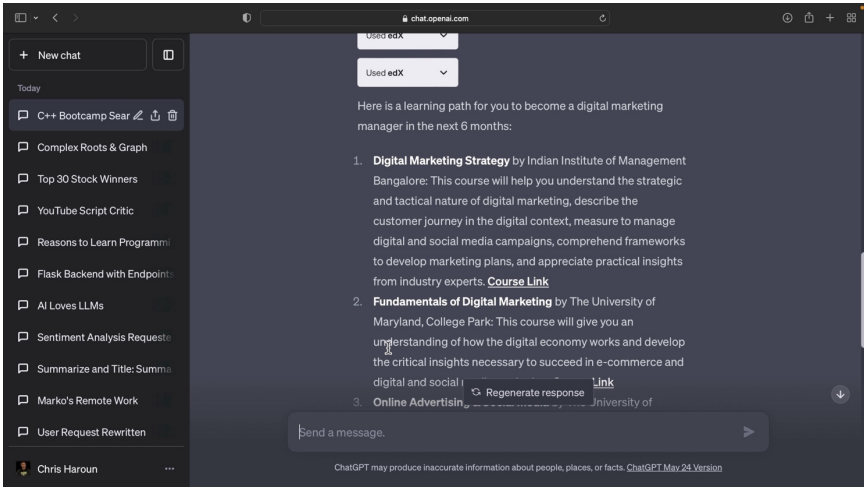 chat.openai.com
New chat
Today
C++ Bootcamp Sear
Complex Roots & Graph
Top 30 Stock Winners
YouTube Script Critic
Reasons to Learn Programmi
Flask Backend with Endpoints
AI Loves LLMs
Sentiment Analysis Requeste
Summarize and Title: Summa
Marko's Remote Work
User Request Rewritten
Chris Haroun
Used edX
Used edX
Here is a learning path for you to become a digital marketing
manager in the next 6 months:
1. Digital Marketing Strategy by Indian Institute of Management
Bangalore: This course will help you understand the strategic
and tactical nature of digital marketing, describe the
customer journey in the digital context, measure to manage
digital and social media campaigns, comprehend frameworks
to develop marketing plans, and appreciate practical insights
from industry experts. Course Link
2. Fundamentals of Digital Marketing by The University of
Maryland, College Park: This course will give you an
understanding of how the digital economy works and develop
the critical insights necessary to succeed in e-commerce and
digital and social Link
3. Online Advertising & Social Media by The University of
Regenerate response
Send a message.
ChatGPT may produce inaccurate information about people, places, or facts. ChatGPT May 24 Version